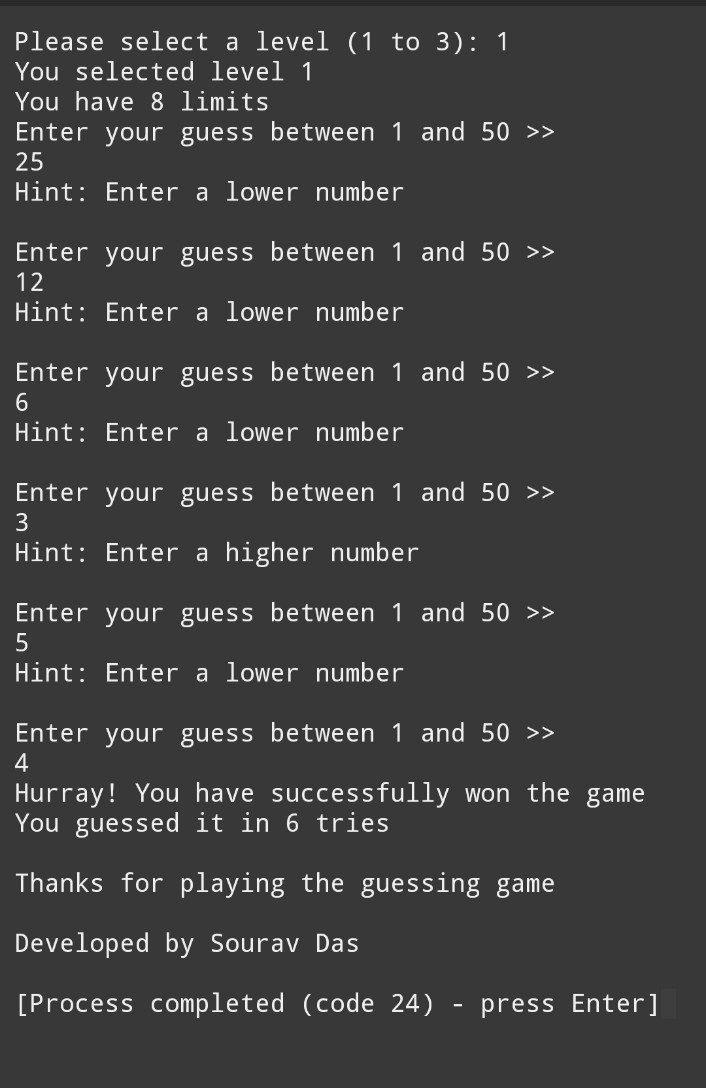 Please select a level (1 to 3): 1
You selected level 1
You have 8 limits
Enter your guess between 1 and 50 >>
25
Hint: Enter a lower number
Enter your guess between 1 and 50 >>
12
Hint: Enter a lower number
Enter your guess between 1 and 50 >>
6
Hint: Enter a lower number
Enter your guess between 1 and 50 >>
3
Hint: Enter a higher number
Enter your guess between 1 and 50 >>
5
Hint: Enter a lower number
Enter your guess between 1 and 50 >>
4
Hurray! You have successfully won the game
You guessed it in 6 tries
Thanks for playing the guessing game
Developed by Sourav Das
[Process completed (code 24) - press Enter]